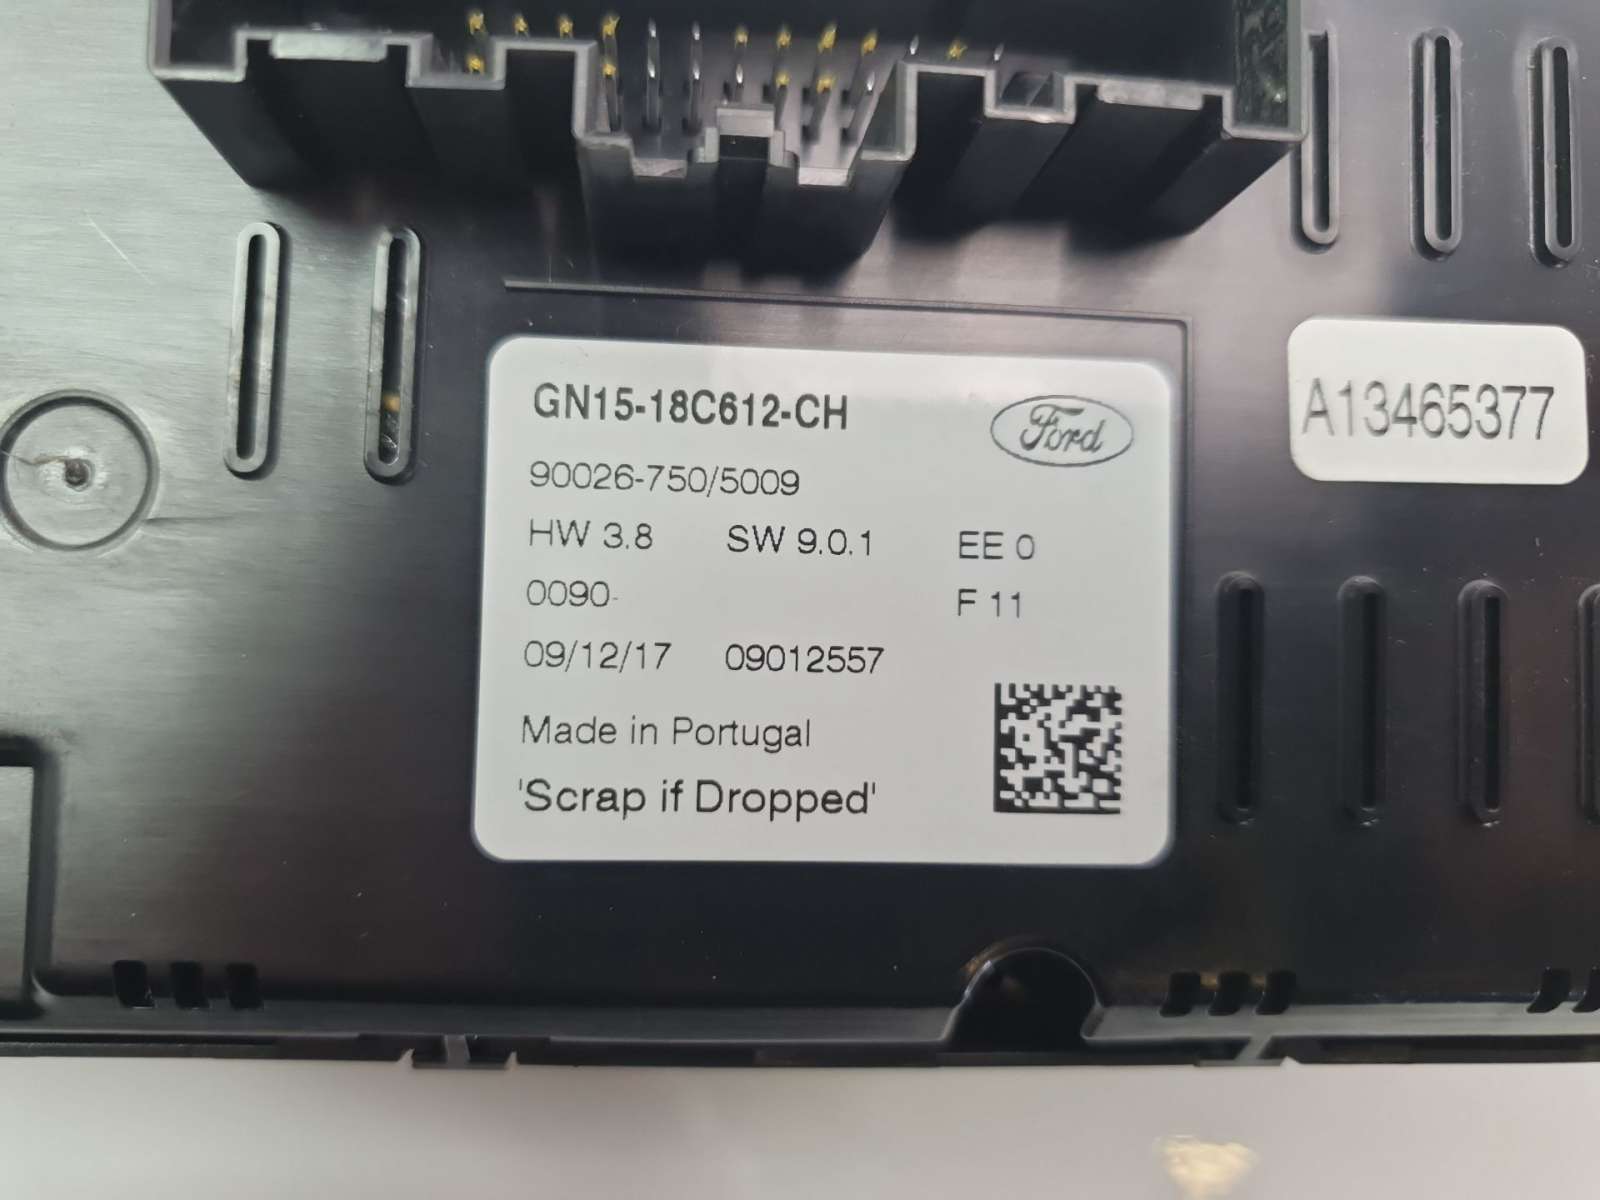 GN15-18C612-CH
Ford
90026-750/5009
HW 3.8 SW 9.0.1 EE 0
0090- F 11
09/12/17 09012557
Made in Portugal
'Scrap if Dropped'
A13465377